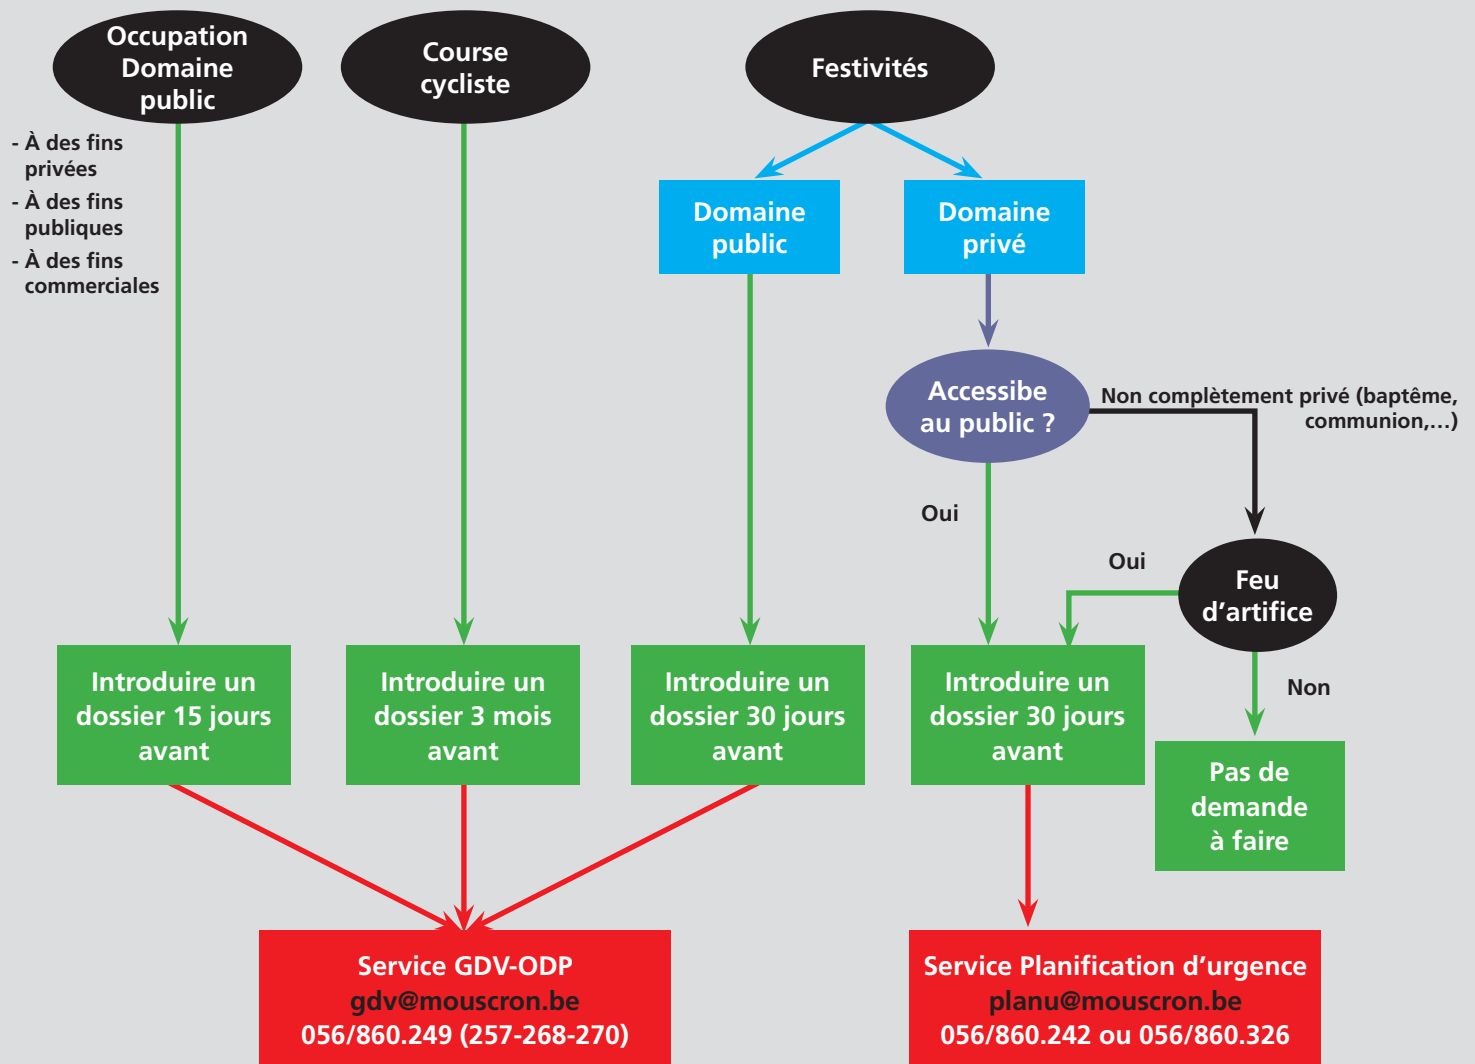 Occupation
Domaine
public
Course
cycliste
Festivités
- À des fins
privées
- À des fins
publiques
- À des fins
commerciales
Domaine
public
Domaine
privé
Accessibe
au public ?
Non complètement privé (baptême,
communion,...)
Oui
Oui
Feu
d'artifice
Non
Introduire un
dossier 15 jours
avant
Introduire un
dossier 3 mois
avant
Introduire un
dossier 30 jours
avant
Introduire un
dossier 30 jours
avant
Pas de
demande
à faire
Service GDV-ODP
gdv@mouscron.be
056/860.249 (257-268-270)
Service Planification d'urgence
planu@mouscron.be
056/860.242 ou 056/860.326